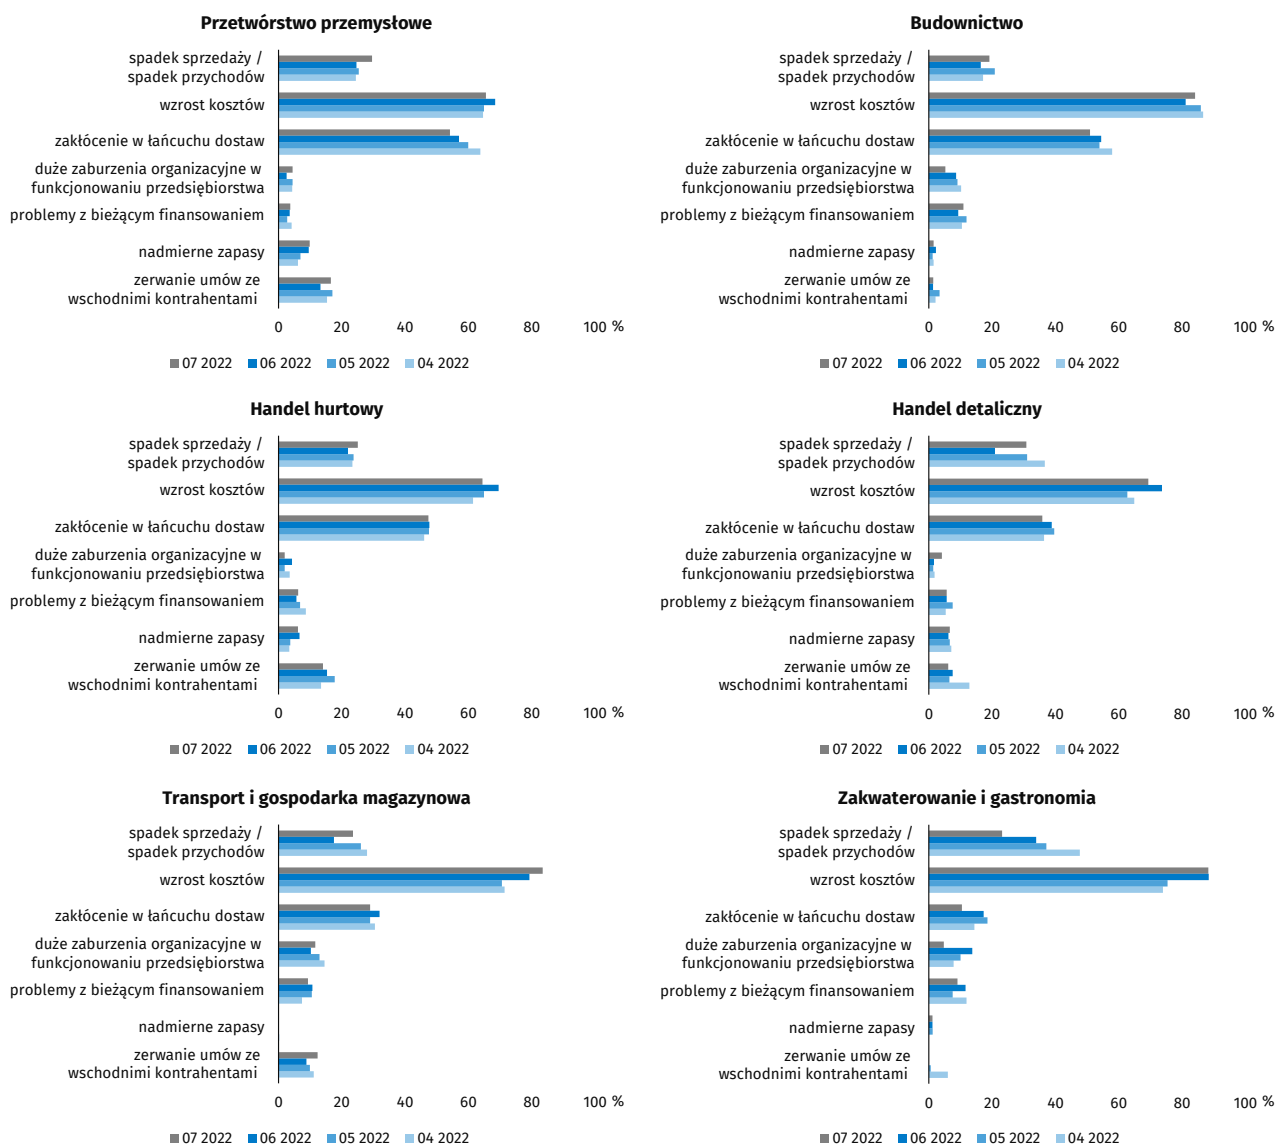 Przetwórstwo przemysłowe
spadek sprzedaży /
spadek przychodów
wzrost kosztów
zakłócenie w łańcuchu dostaw
duże zaburzenia organizacyjne w
funkcjonowaniu przedsiębiorstwa
problemy z bieżącym finansowaniem
nadmierne zapasy
zerwanie umów ze
wschodnimi kontrahentami
0 20 40 60 80 100 %
07 2022 06 2022 05 2022 04 2022
Budownictwo
spadek sprzedaży /
spadek przychodów
wzrost kosztów
zakłócenie w łańcuchu dostaw
duże zaburzenia organizacyjne w
funkcjonowaniu przedsiębiorstwa
problemy z bieżącym finansowaniem
nadmierne zapasy
zerwanie umów ze
wschodnimi kontrahentami
0 20 40 60 80 100 %
07 2022 06 2022 05 2022 04 2022
Handel hurtowy
spadek sprzedaży /
spadek przychodów
wzrost kosztów
zakłócenie w łańcuchu dostaw
duże zaburzenia organizacyjne w
funkcjonowaniu przedsiębiorstwa
problemy z bieżącym finansowaniem
nadmierne zapasy
zerwanie umów ze
wschodnimi kontrahentami
0 20 40 60 80 100 %
07 2022 06 2022 05 2022 04 2022
Handel detaliczny
spadek sprzedaży /
spadek przychodów
wzrost kosztów
zakłócenie w łańcuchu dostaw
duże zaburzenia organizacyjne w
funkcjonowaniu przedsiębiorstwa
problemy z bieżącym finansowaniem
nadmierne zapasy
zerwanie umów ze
wschodnimi kontrahentami
0 20 40 60 80 100 %
07 2022 06 2022 05 2022 04 2022
Transport i gospodarka magazynowa
spadek sprzedaży /
spadek przychodów
wzrost kosztów
zakłócenie w łańcuchu dostaw
duże zaburzenia organizacyjne w
funkcjonowaniu przedsiębiorstwa
problemy z bieżącym finansowaniem
nadmierne zapasy
zerwanie umów ze
wschodnimi kontrahentami
0 20 40 60 80 100 %
07 2022 06 2022 05 2022 04 2022
Zakwaterowanie i gastronomia
spadek sprzedaży /
spadek przychodów
wzrost kosztów
zakłócenie w łańcuchu dostaw
duże zaburzenia organizacyjne w
funkcjonowaniu przedsiębiorstwa
problemy z bieżącym finansowaniem
nadmierne zapasy
zerwanie umów ze
wschodnimi kontrahentami
0 20 40 60 80 100 %
07 2022 06 2022 05 2022 04 2022